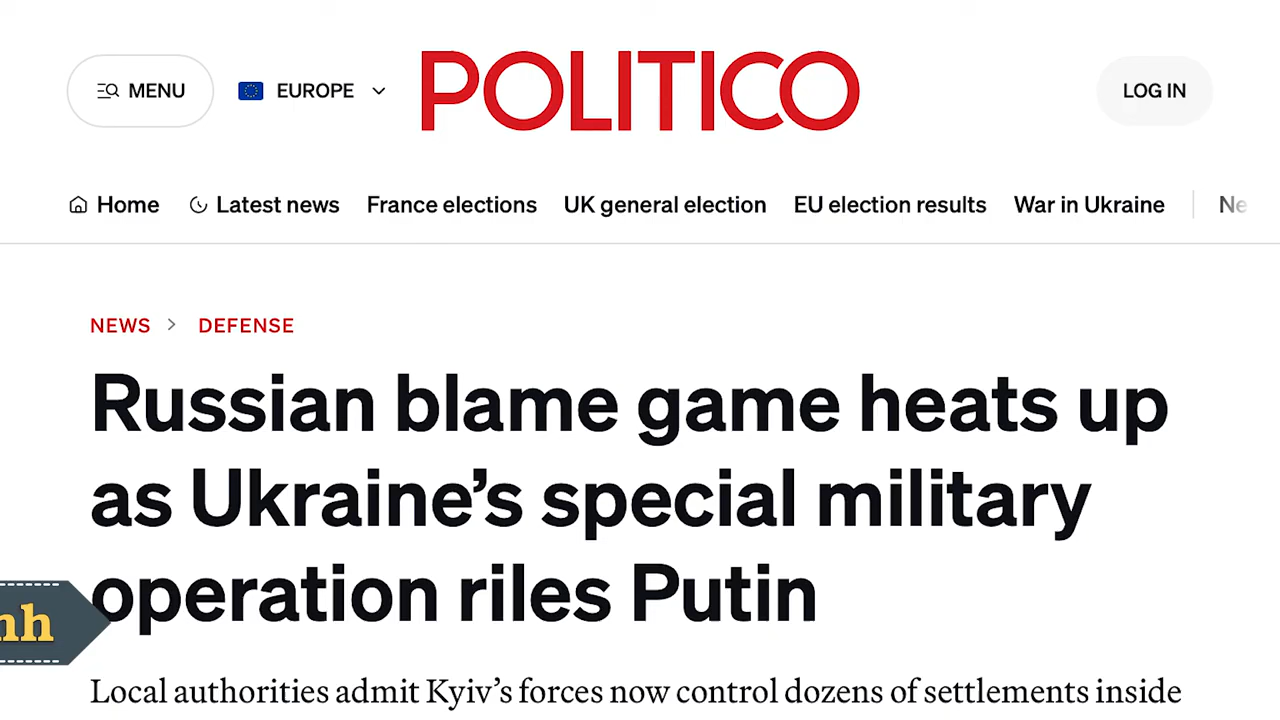 MENU
EUROPE
POLITICO
LOG IN
Home
Latest news
France elections
UK general election
EU election results
War in Ukraine
NEWS > DEFENSE
Russian blame game heats up
as Ukraine’s special military
operation riles Putin
Local authorities admit Kyiv’s forces now control dozens of settlements inside